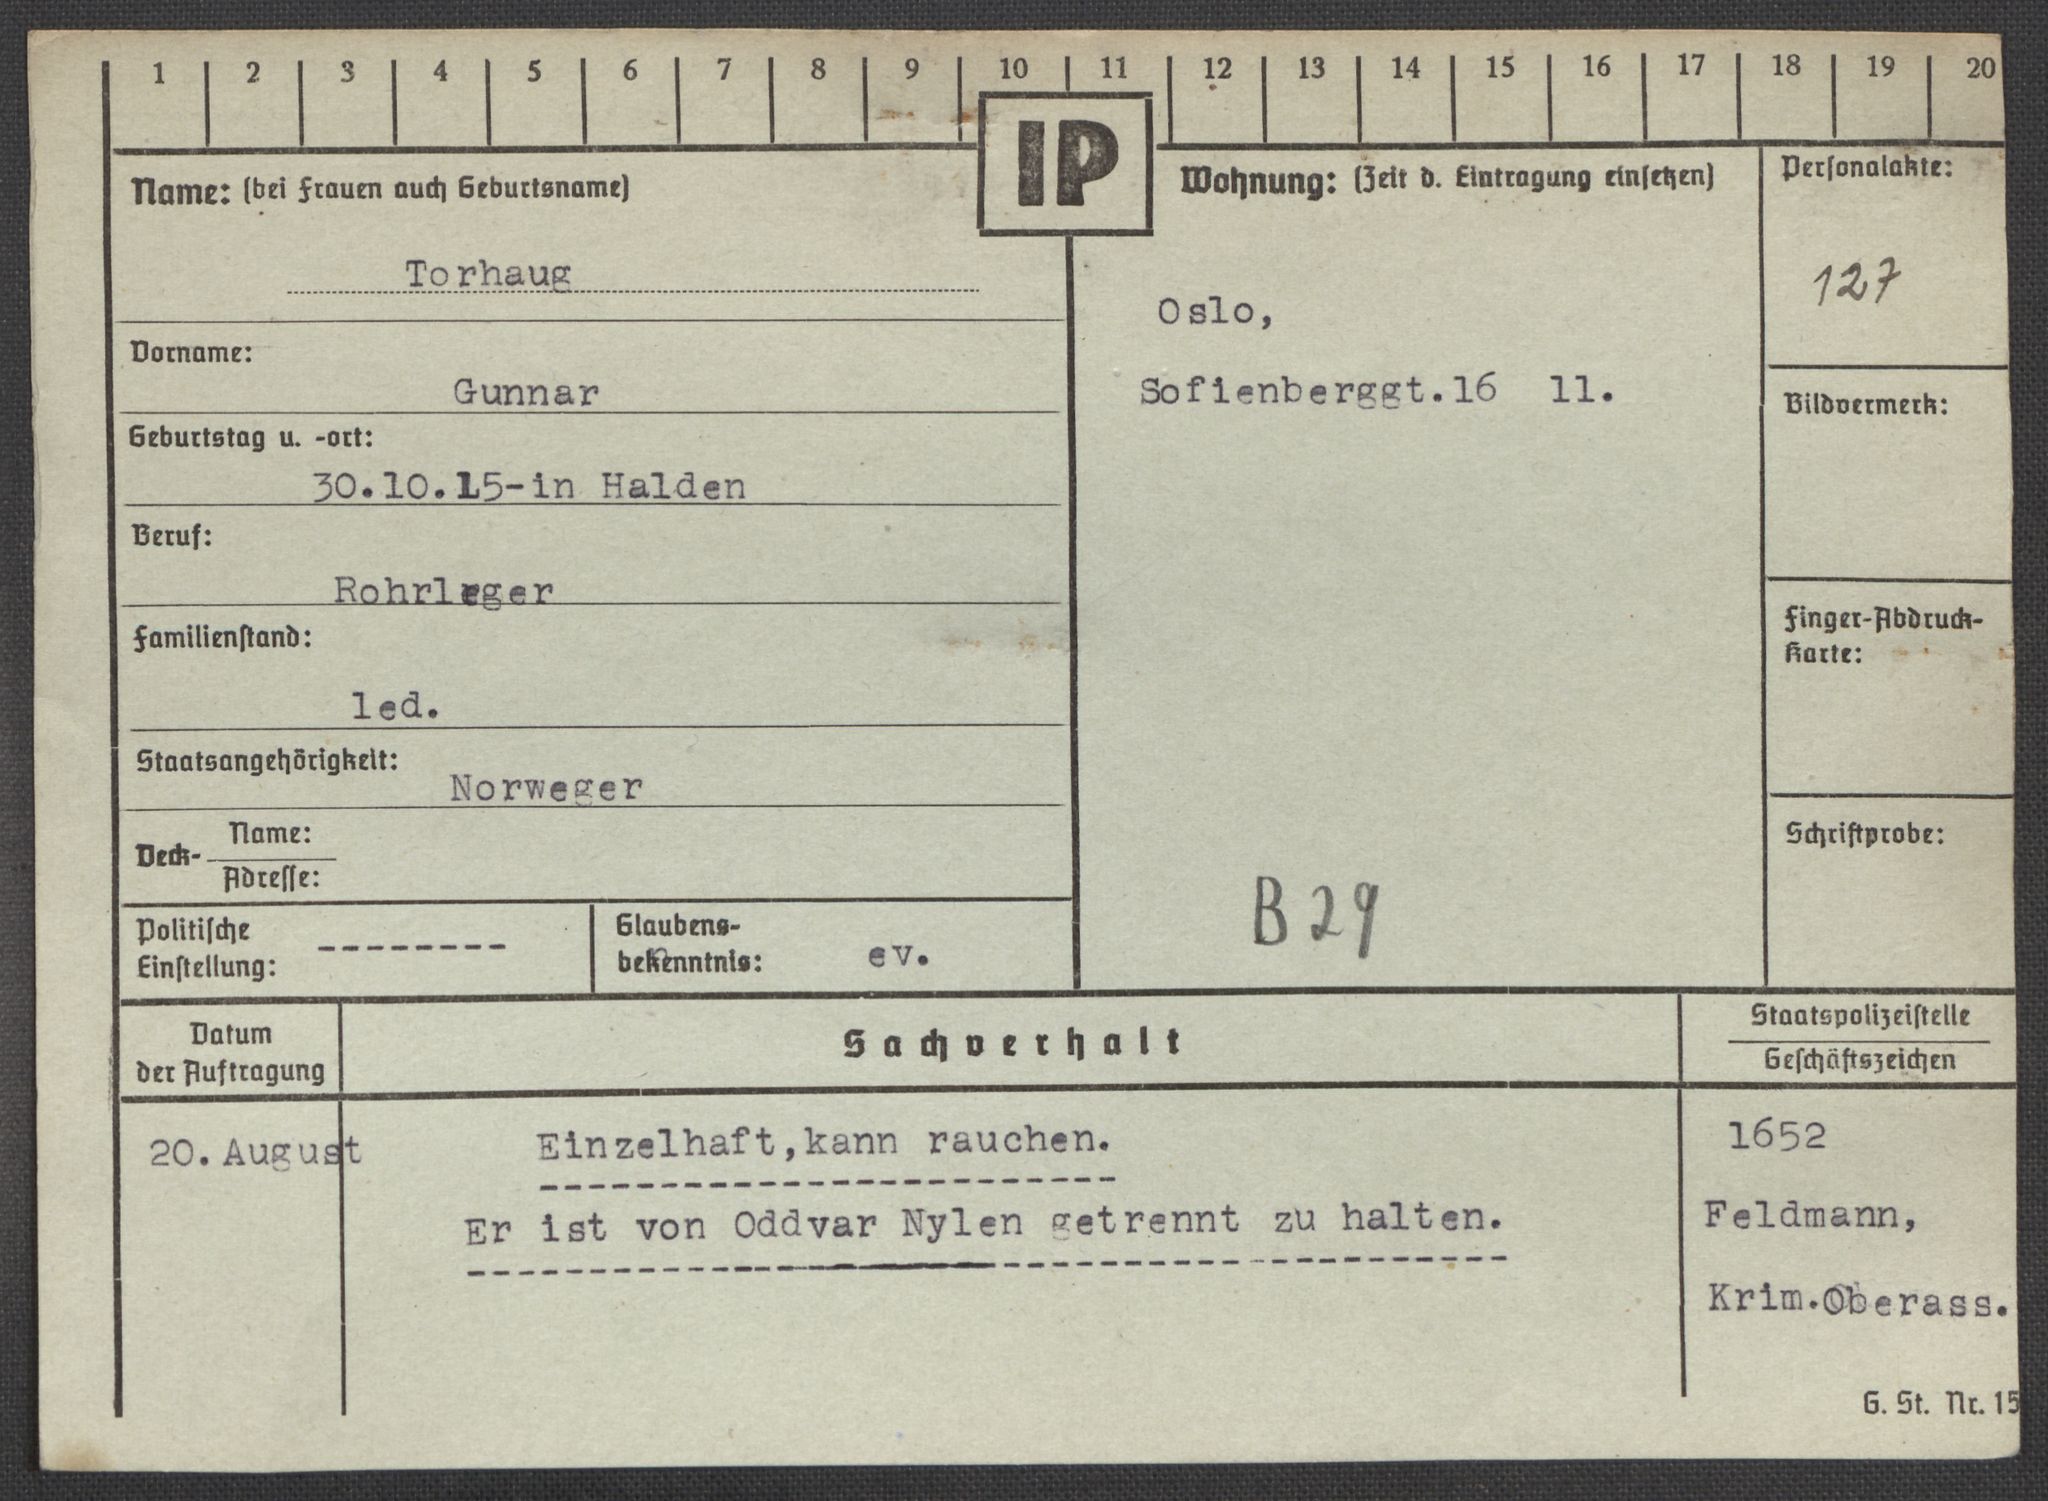 1 2 3 4 5 6 7 8 9 10 11 12 13 14 15 16 17 18 19 20
IP
Name: (bei Frauen auch Geburtsname)
Torhaug
Vorname:
Gunnar
Geburtstag u. -ort:
30.10.15-in Halden
Beruf:
Rohrleger
Familienstand:
led.
Staatsangehörigkeit:
Norweger
Deck- Name:
Adresse:
Politische
Einstellung: --------
Glaubens-
bekenntnis: ev.
Wohnung: (Zeit d. Eintragung einsetzen)
Oslo,
Sofienberggt.16 11.
B 29
Personalakte:
127
Bildvermerk:
Finger-Abdruck-
Karte:
Schriftprobe:
Datum
der Auftragung
Sachverhalt
Staatspolizeistelle
Geschäftszeichen
20.August
Einzelhaft,kann rauchen.
Er ist von Oddvar Nylen getrennt zu halten.
1652
Feldmann,
Krim.Oberass.
G. St. Nr. 15